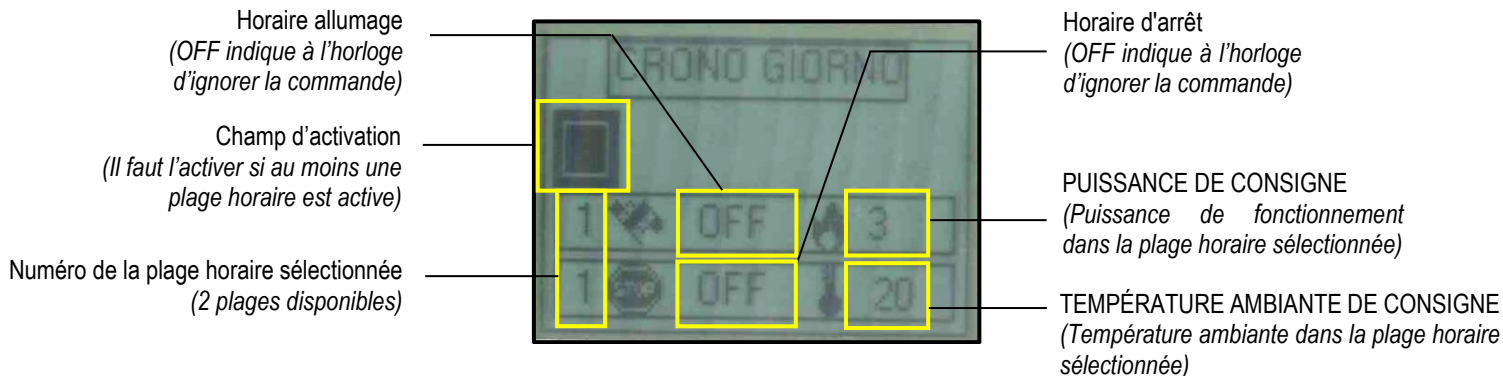 Horaire allumage
(OFF indique à l’horloge
d’ignorer la commande)
Champ d’activation
(Il faut l’activer si au moins une
plage horaire est active)
Numéro de la plage horaire sélectionnée
(2 plages disponibles)
CRONO GIORNO
1 OFF 3
1 STOP OFF 20
Horaire d'arrêt
(OFF indique à l’horloge
d’ignorer la commande)
PUISSANCE DE CONSIGNE
(Puissance de fonctionnement
dans la plage horaire sélectionnée)
TEMPÉRATURE AMBIANTE DE CONSIGNE
(Température ambiante dans la plage horaire
sélectionnée)